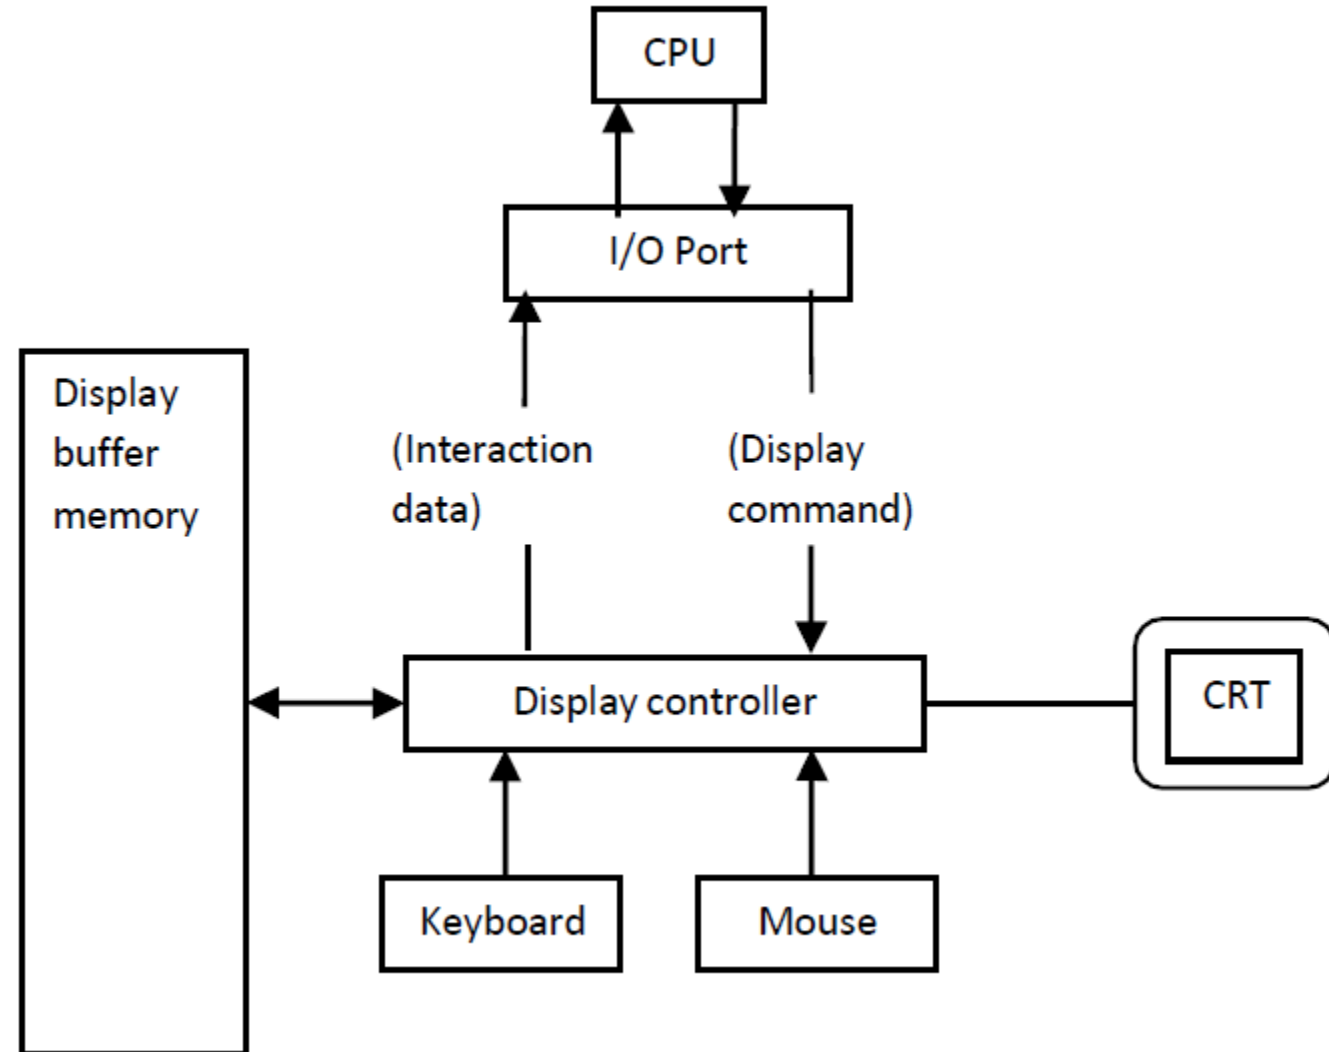 CPU
I/O Port
Display
buffer
memory
(Interaction
data)
(Display
command)
Display controller
CRT
Keyboard
Mouse